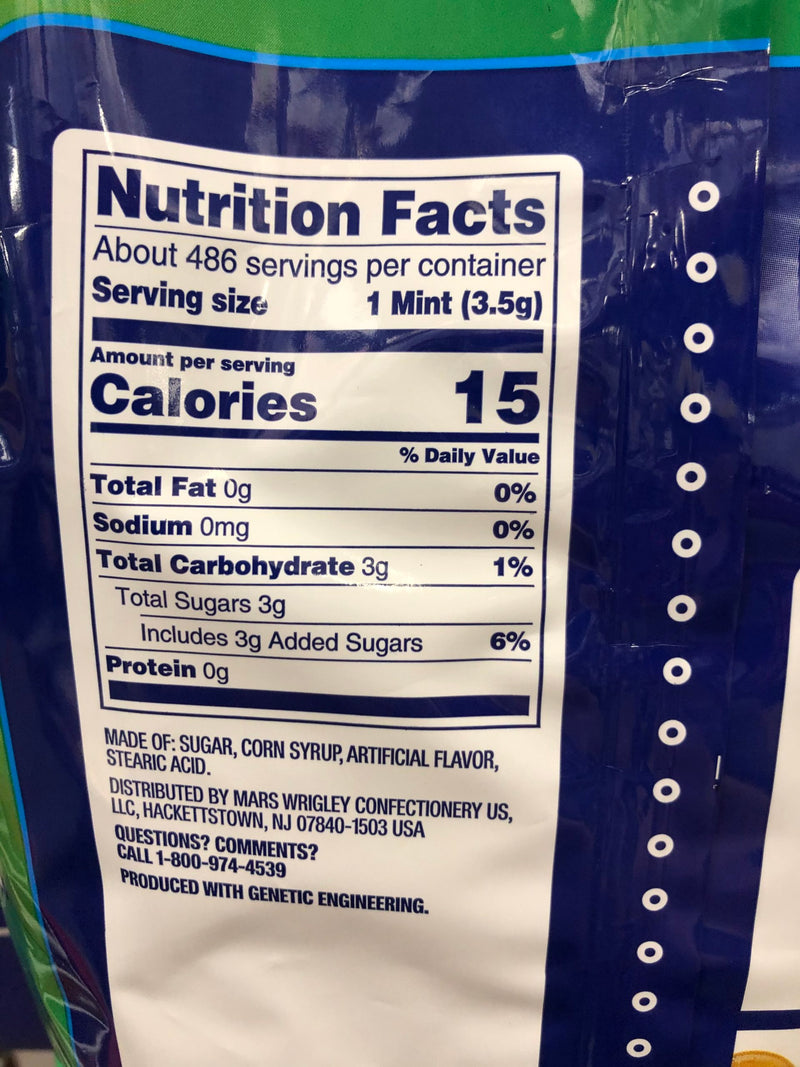 Nutrition Facts
About 486 servings per container
Serving size 1 Mint (3.5g)
Amount per serving
Calories 15
% Daily Value
Total Fat 0g 0%
Sodium 0mg 0%
Total Carbohydrate 3g 1%
Total Sugars 3g
Includes 3g Added Sugars 6%
Protein 0g
MADE OF: SUGAR, CORN SYRUP, ARTIFICIAL FLAVOR,
STEARIC ACID.
DISTRIBUTED BY MARS WRIGLEY CONFECTIONERY US,
LLC, HACKETTSTOWN, NJ 07840-1503 USA
QUESTIONS? COMMENTS?
CALL 1-800-974-4539
PRODUCED WITH GENETIC ENGINEERING.